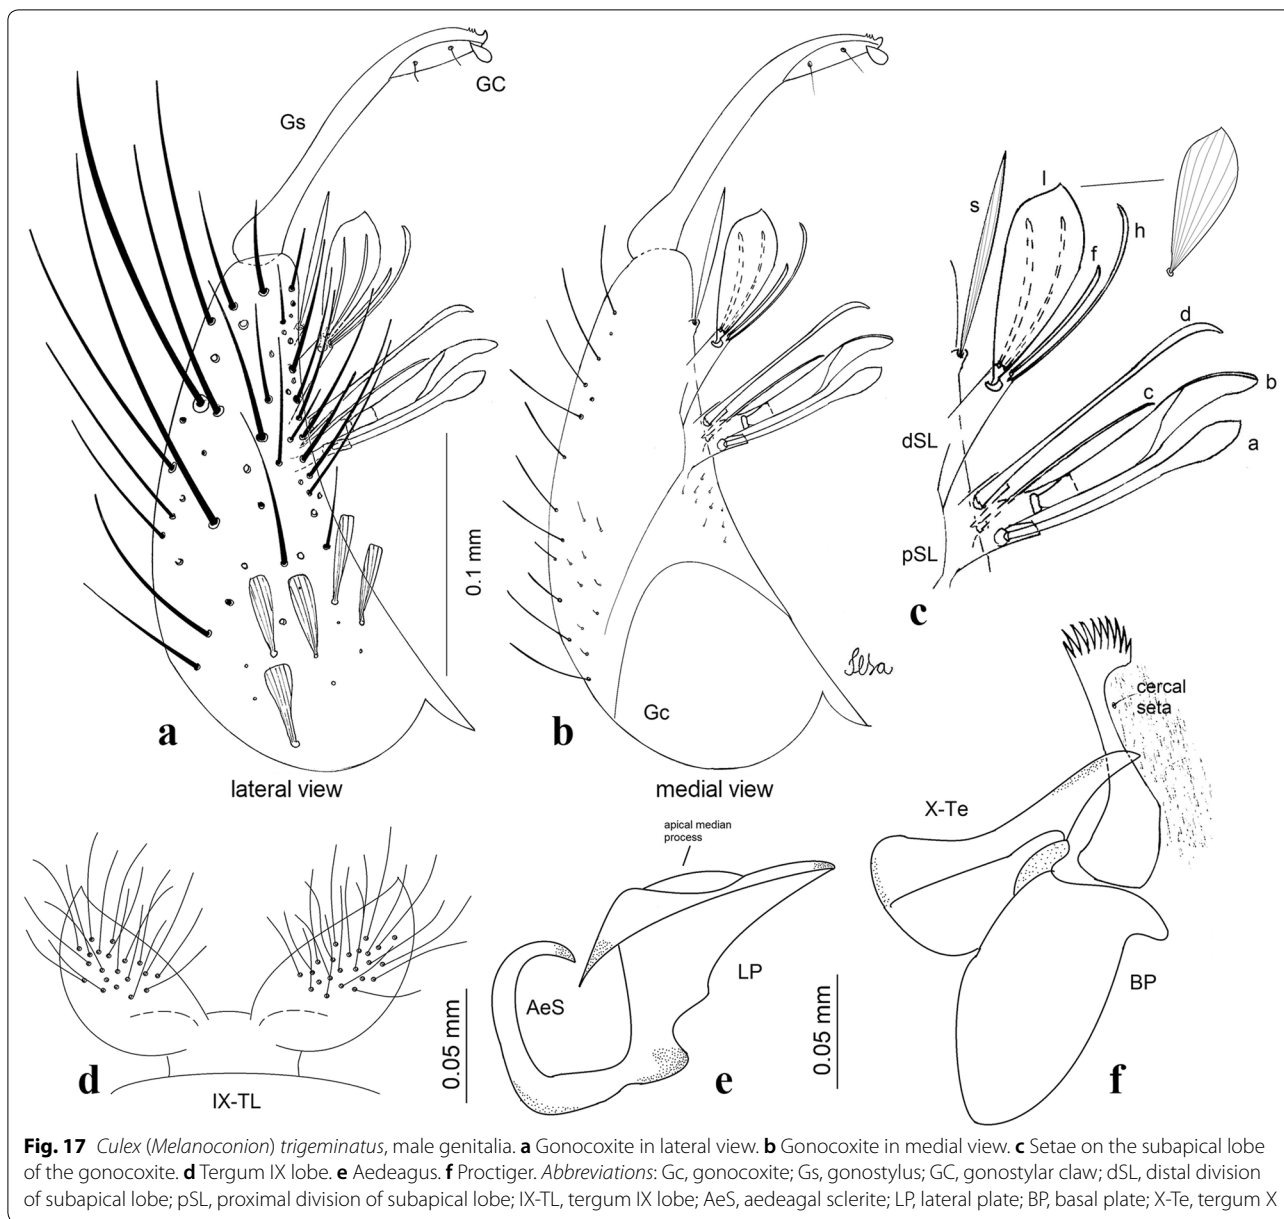 GC
Gs
s
l
h
f
d
c
b
a
dSL
pSL
c
0.1 mm
a
b
Gc
lateral view
medial view
cercal
seta
X-Te
BP
f
apical median
process
LP
AeS
e
0.05 mm
d
IX-TL
0.05 mm
Fig. 17 Culex (Melanoconion) trigeminatus, male genitalia. a Gonocoxite in lateral view. b Gonocoxite in medial view. c Setae on the subapical lobe
of the gonocoxite. d Tergum IX lobe. e Aedeagus. f Proctiger. Abbreviations: Gc, gonocoxite; Gs, gonostylus; GC, gonostylar claw; dSL, distal division
of subapical lobe; pSL, proximal division of subapical lobe; IX-TL, tergum IX lobe; AeS, aedeagal sclerite; LP, lateral plate; BP, basal plate; X-Te, tergum X